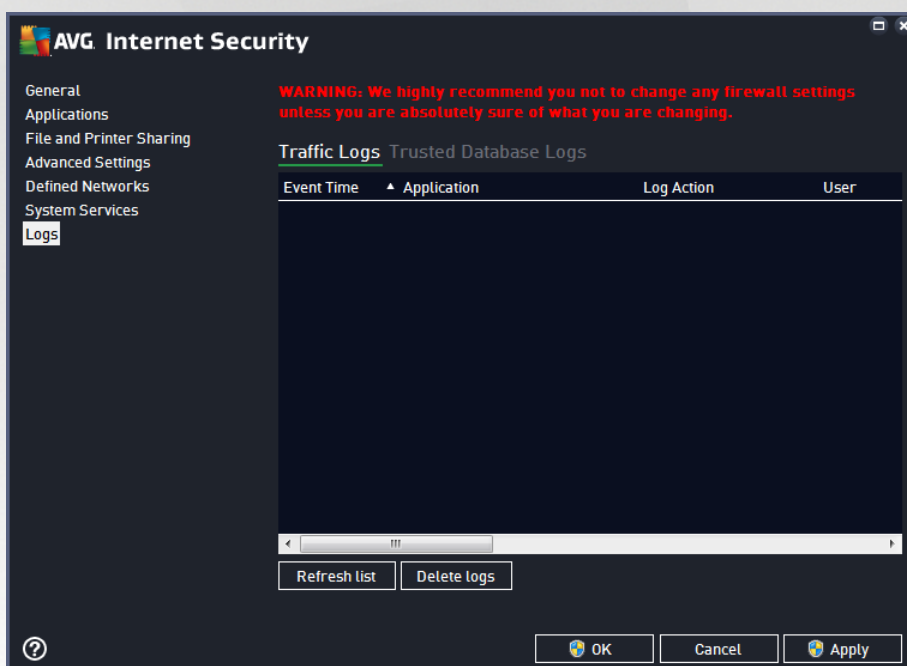 AVG. Internet Security
General
Applications
File and Printer Sharing
Advanced Settings
Defined Networks
System Services
Logs
WARNING: We highly recommend you not to change any firewall settings
unless you are absolutely sure of what you are changing.
Traffic Logs Trusted Database Logs
Event Time Application Log Action User
Refresh list Delete logs
? OK Cancel Apply